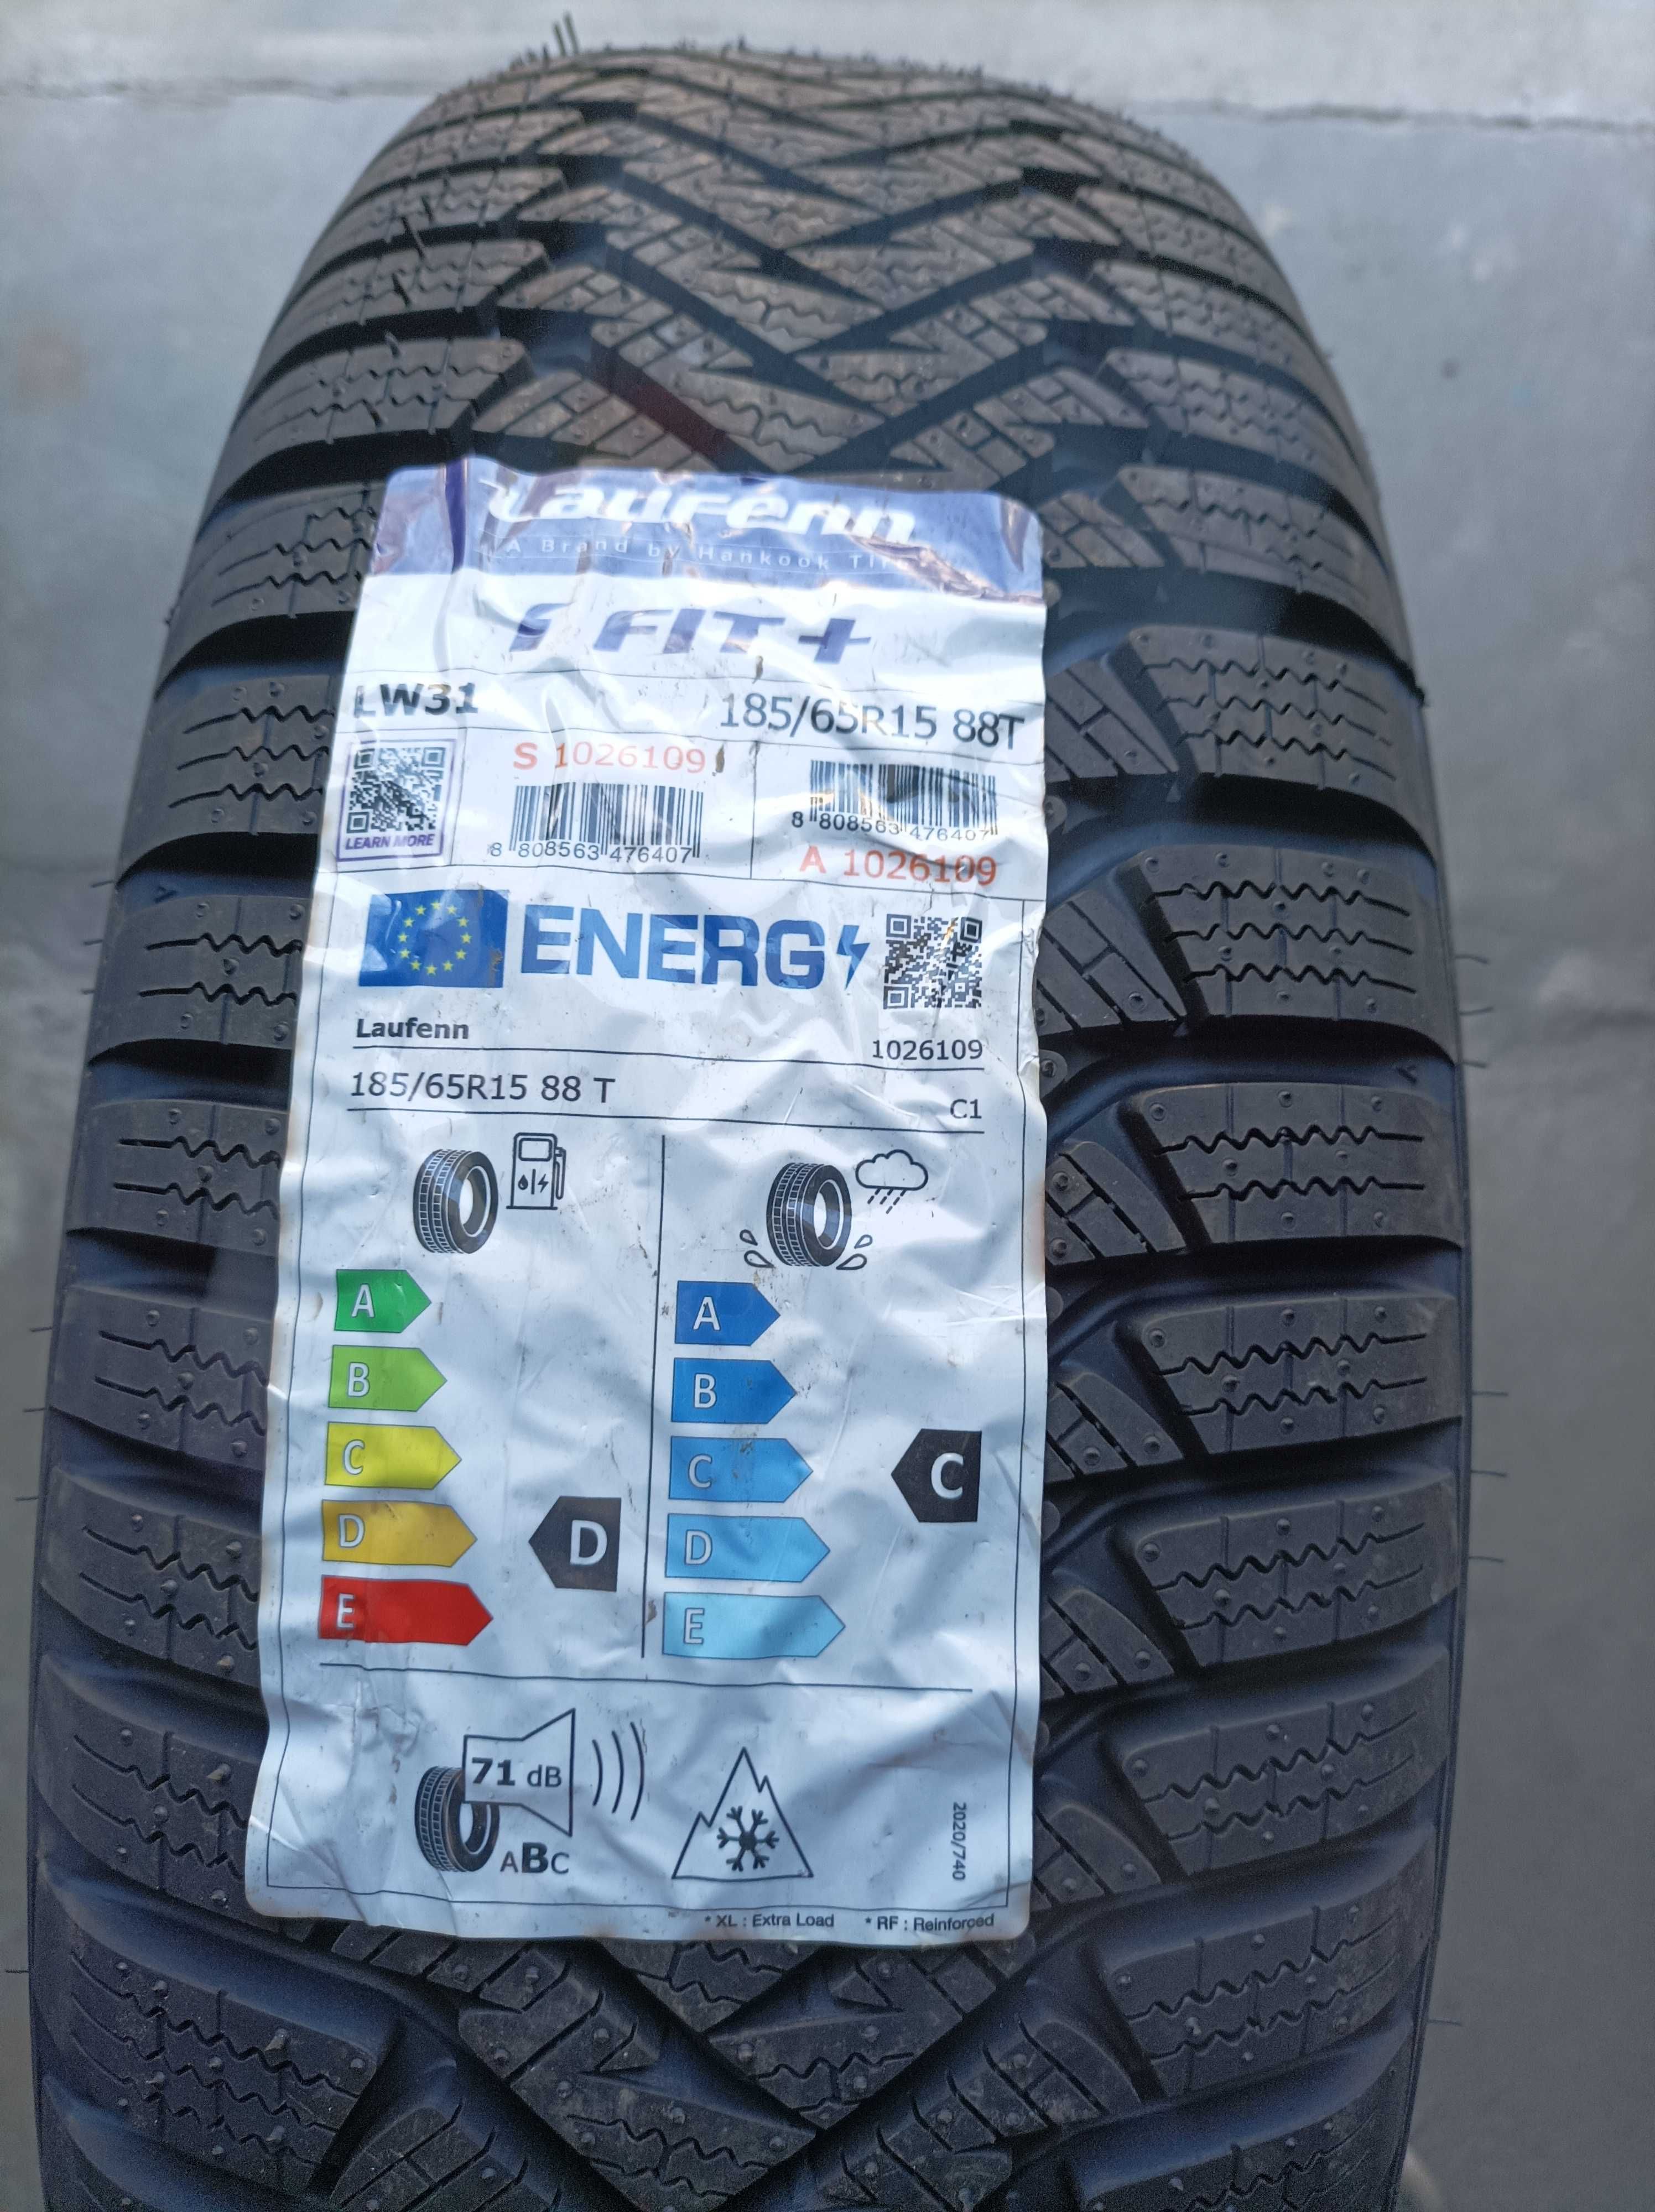 Laufenn
A Brand by Hankook Tire
i FIT+
LW31
185/65R15 88T
LEARN MORE
S 1026109
8 808563 476407
8 808563 476407
A 1026109
ENERG
Laufenn
1026109
185/65R15 88 T
C1
A
B
C
D
E
D
A
B
C
D
E
C
71 dB
ABC
2020/740
* XL : Extra Load * RF : Reinforced